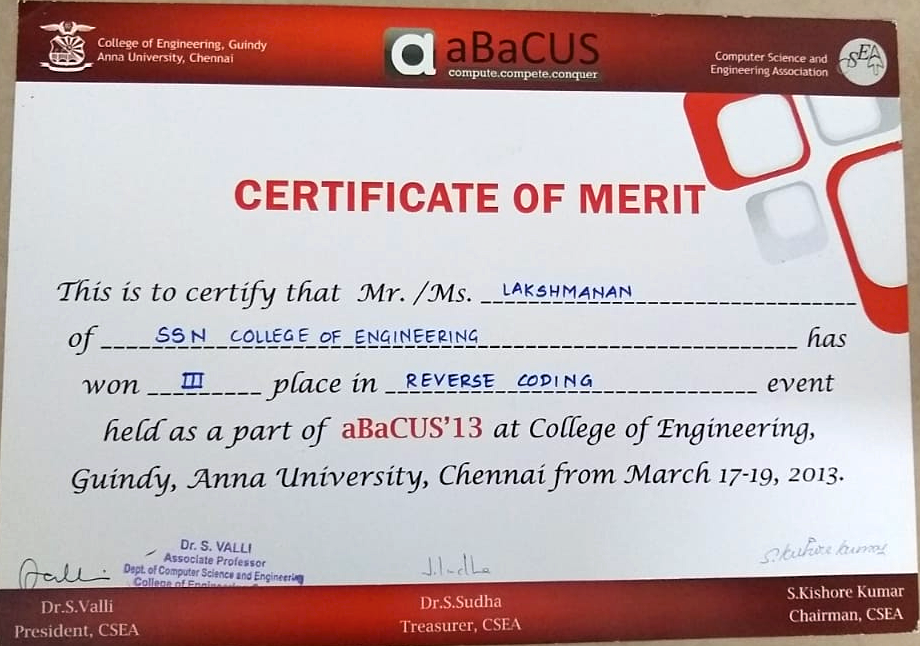 College of Engineering, Guindy
Anna University, Chennai
a aBaCUS
compute.compete.conquer
Computer Science and
Engineering Association
CSEA
CERTIFICATE OF MERIT
This is to certify that Mr. /Ms. LAKSHMANAN
of SSN COLLEGE OF ENGINEERING has
won III place in REVERSE CODING event
held as a part of aBaCUS'13 at College of Engineering,
Guindy, Anna University, Chennai from March 17-19, 2013.
Dr. S. VALLI
Associate Professor
Dept. of Computer Science and Engineering
College of Engineering
S.Kishore kumar
Dr.S.Valli
President, CSEA
Dr.S.Sudha
Treasurer, CSEA
S.Kishore Kumar
Chairman, CSEA